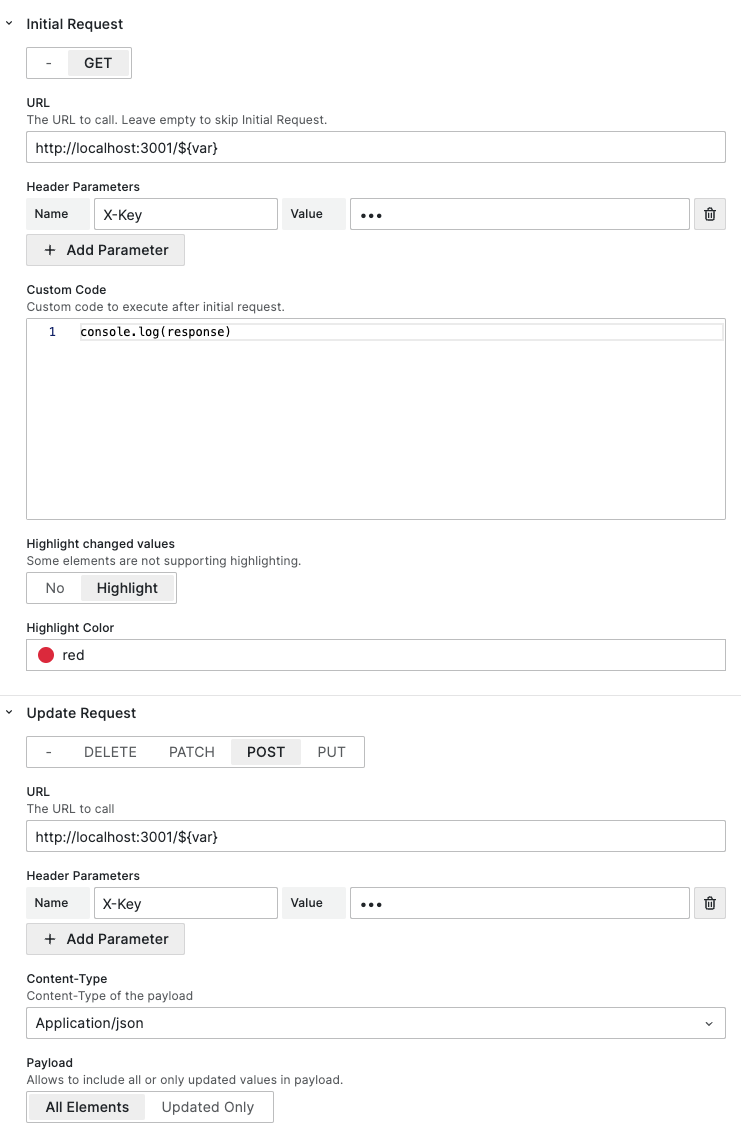 Initial Request
- GET
URL
The URL to call. Leave empty to skip Initial Request.
http://localhost:3001/${var}
Header Parameters
Name X-Key Value •••
+ Add Parameter
Custom Code
Custom code to execute after initial request.
1 console.log(response)
Highlight changed values
Some elements are not supporting highlighting.
No Highlight
Highlight Color
red
Update Request
- DELETE PATCH POST PUT
URL
The URL to call
http://localhost:3001/${var}
Header Parameters
Name X-Key Value •••
+ Add Parameter
Content-Type
Content-Type of the payload
Application/json
Payload
Allows to include all or only updated values in payload.
All Elements Updated Only